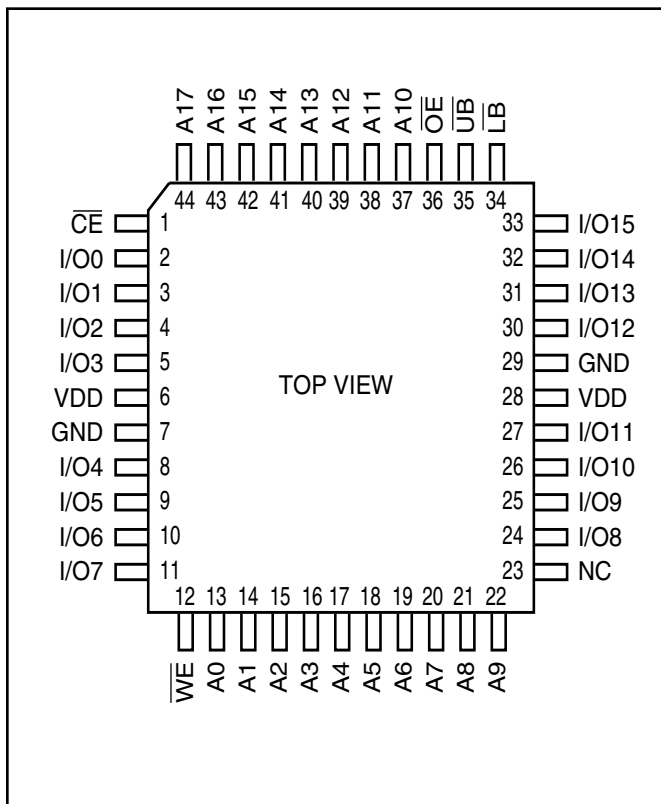 A17 A16 A15 A14 A13 A12 A11 A10 OE UB LB
44 43 42 41 40 39 38 37 36 35 34
CE 1 33 I/O15
I/O0 2 32 I/O14
I/O1 3 31 I/O13
I/O2 4 30 I/O12
I/O3 5 29 GND
TOP VIEW
VDD 6 28 VDD
GND 7 27 I/O11
I/O4 8 26 I/O10
I/O5 9 25 I/O9
I/O6 10 24 I/O8
I/O7 11 23 NC
12 13 14 15 16 17 18 19 20 21 22
WE A0 A1 A2 A3 A4 A5 A6 A7 A8 A9